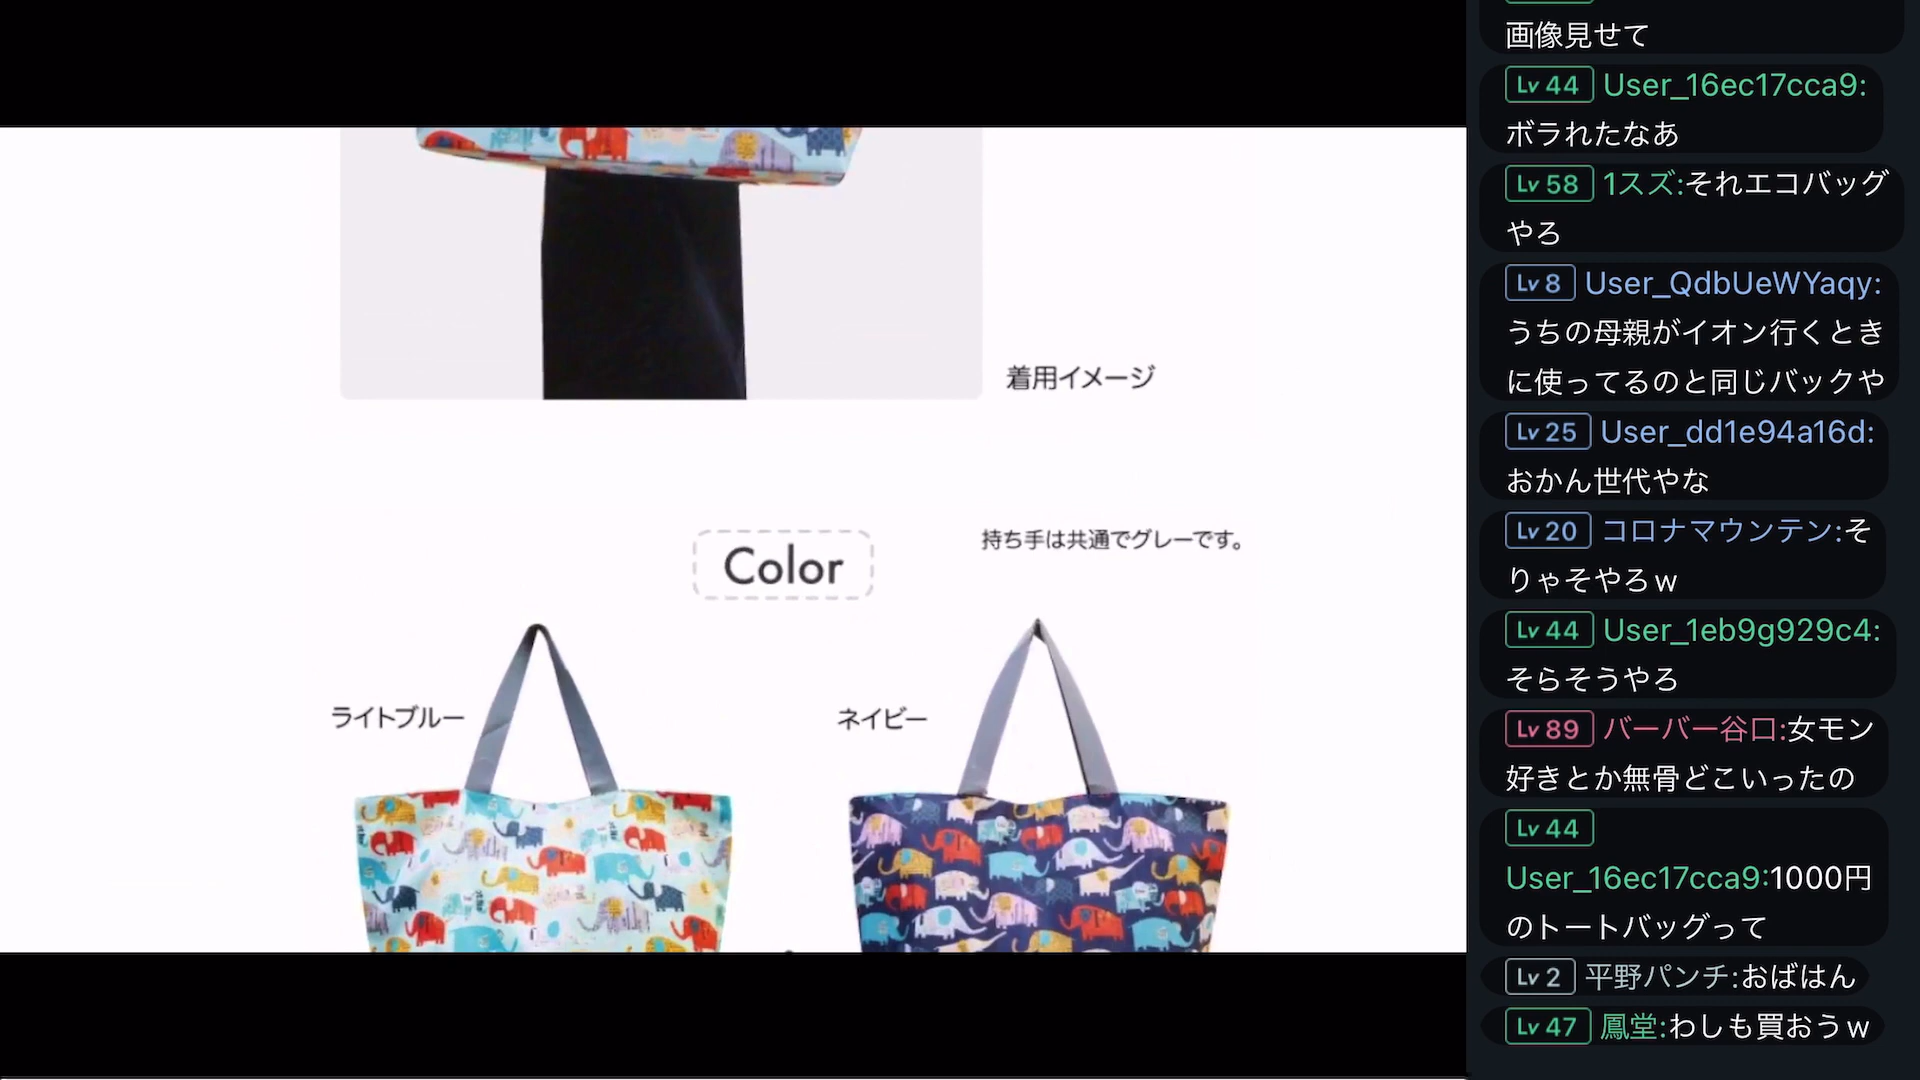 着用イメージ
Color
持ち手は共通でグレーです。
ライトブルー
ネイビー
画像見せて
Lv 44 User_16ec17cca9:
ボラれたなあ
Lv 58 1スズ:それエコバッグ
やろ
Lv 8 User_QdbUeWYaqy:
うちの母親がイオン行くとき
に使ってるのと同じバックや
Lv 25 User_dd1e94a16d:
おかん世代やな
Lv 20 コロナマウンテン:そ
りゃそやろｗ
Lv 44 User_1eb9g929c4:
そらそうやろ
Lv 89 バーバー谷口:女モン
好きとか無骨どこいったの
Lv 44
User_16ec17cca9:1000円
のトートバッグって
Lv 2 平野パンチ:おばはん
Lv 47 鳳堂:わしも買おうｗ